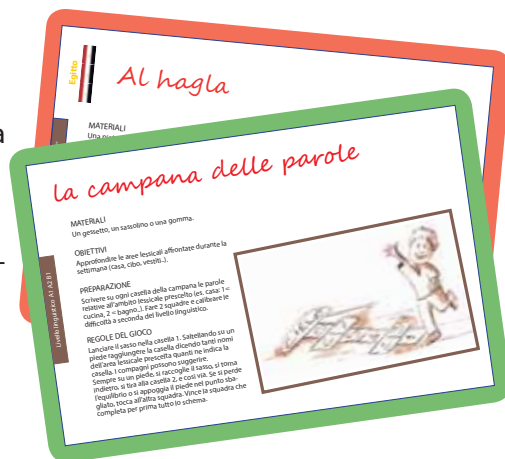 Egitto
Al hagla
MATERIALI
Una
a
la campana delle parole
MATERIALI
Un gessetto, un sassolino o una gomma.
OBIETTIVI
Approfondire le aree lessicali affrontate durante la
settimana (casa, cibo, vestiti..).
PREPARAZIONE
Scrivere su ogni casella della campana le parole
relative all'ambito lessicale prescelto (es. casa: 1 =
cucina, 2 = bagno...). Fare 2 squadre e calibrare le
difficoltà a seconda del livello linguistico.
REGOLE DEL GIOCO
Lanciare il sasso nella casella 1. Saltellando su un
piede raggiungere la casella dicendo tanti nomi
dell'area lessicale prescelta quanti ne indica la
casella. I compagni possono suggerire.
Sempre su un piede, si raccoglie il sasso, si torna
indietro, si tira alla casella 2, e così via. Se si perde
l'equilibrio o si appoggia il piede nel punto sba-
gliato, tocca all'altra squadra. Vince la squadra che
completa per prima tutto lo schema.
Livello linguistico A1 A2 B1